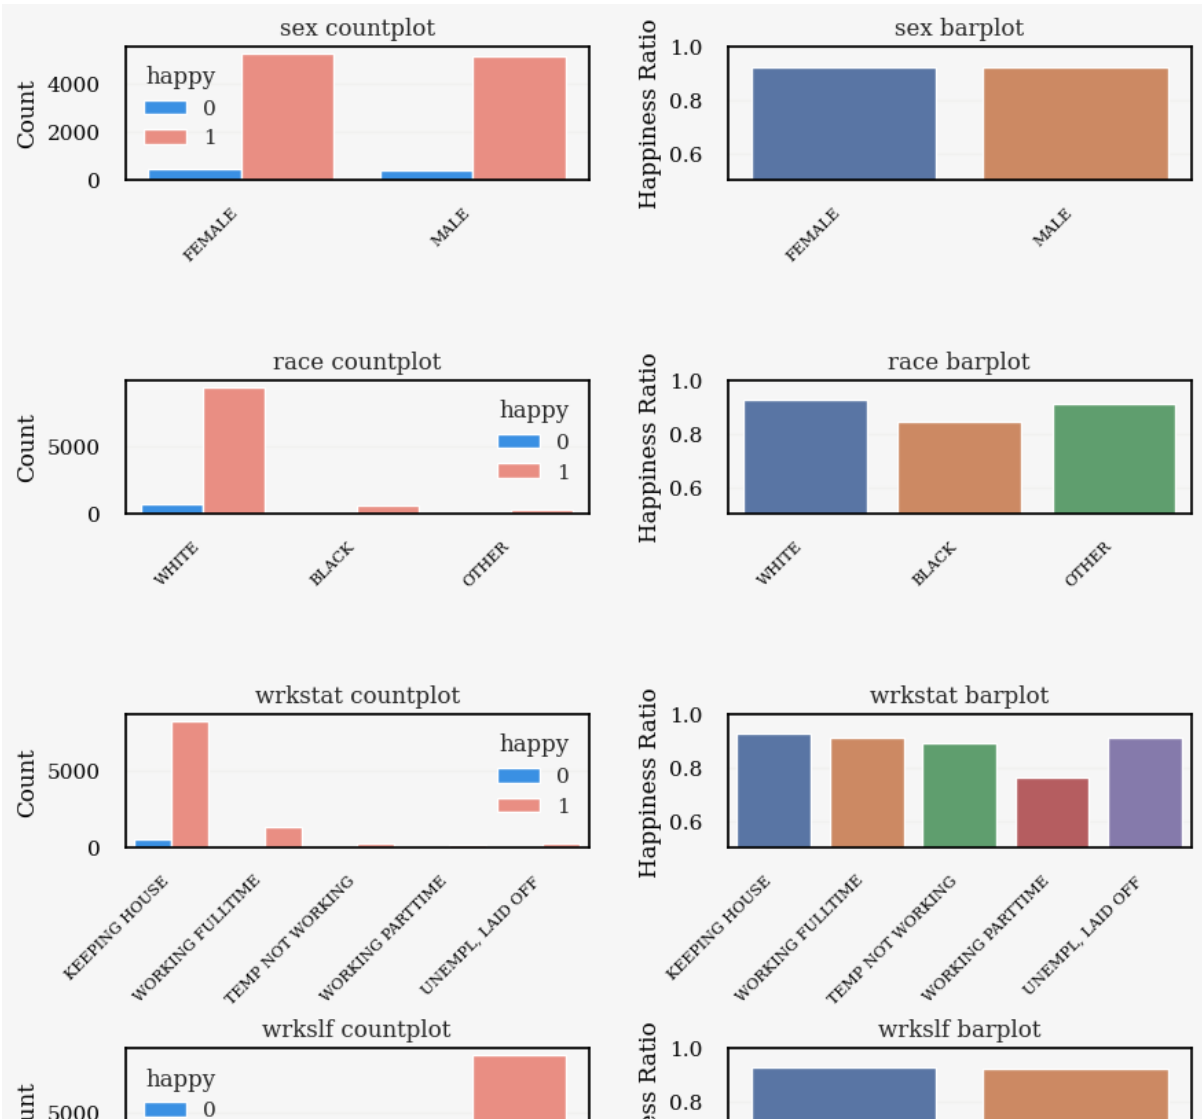 sex countplot
Count
4000
2000
0
happy
0
1
FEMALE
MALE
sex barplot
Happiness Ratio
1.0
0.8
0.6
FEMALE
MALE
race countplot
Count
5000
0
happy
0
1
WHITE
BLACK
OTHER
race barplot
Happiness Ratio
1.0
0.8
0.6
WHITE
BLACK
OTHER
wrkstat countplot
Count
5000
0
happy
0
1
KEEPING HOUSE
WORKING FULLTIME
TEMP NOT WORKING
WORKING PARTTIME
UNEMPL, LAID OFF
wrkstat barplot
Happiness Ratio
1.0
0.8
0.6
KEEPING HOUSE
WORKING FULLTIME
TEMP NOT WORKING
WORKING PARTTIME
UNEMPL, LAID OFF
wrkslf countplot
5000
happy
0
wrkslf barplot
Ratio
1.0
0.8